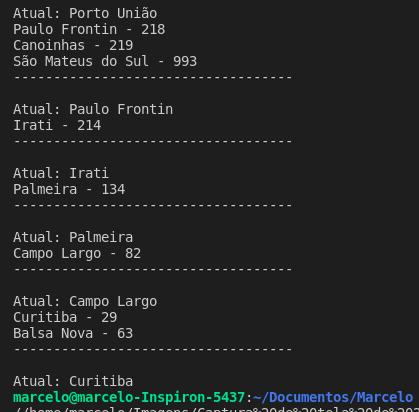 Atual: Porto União
Paulo Frontin - 218
Canoinhas - 219
São Mateus do Sul - 993
-----------------------------------
Atual: Paulo Frontin
Irati - 214
-----------------------------------
Atual: Irati
Palmeira - 134
-----------------------------------
Atual: Palmeira
Campo Largo - 82
-----------------------------------
Atual: Campo Largo
Curitiba - 29
Balsa Nova - 63
-----------------------------------
Atual: Curitiba
marcelo@marcelo-Inspiron-5437:~/Documentos/Marcelo
//home/marcelo/Imagens/Captura%20de%20tela%20de%20